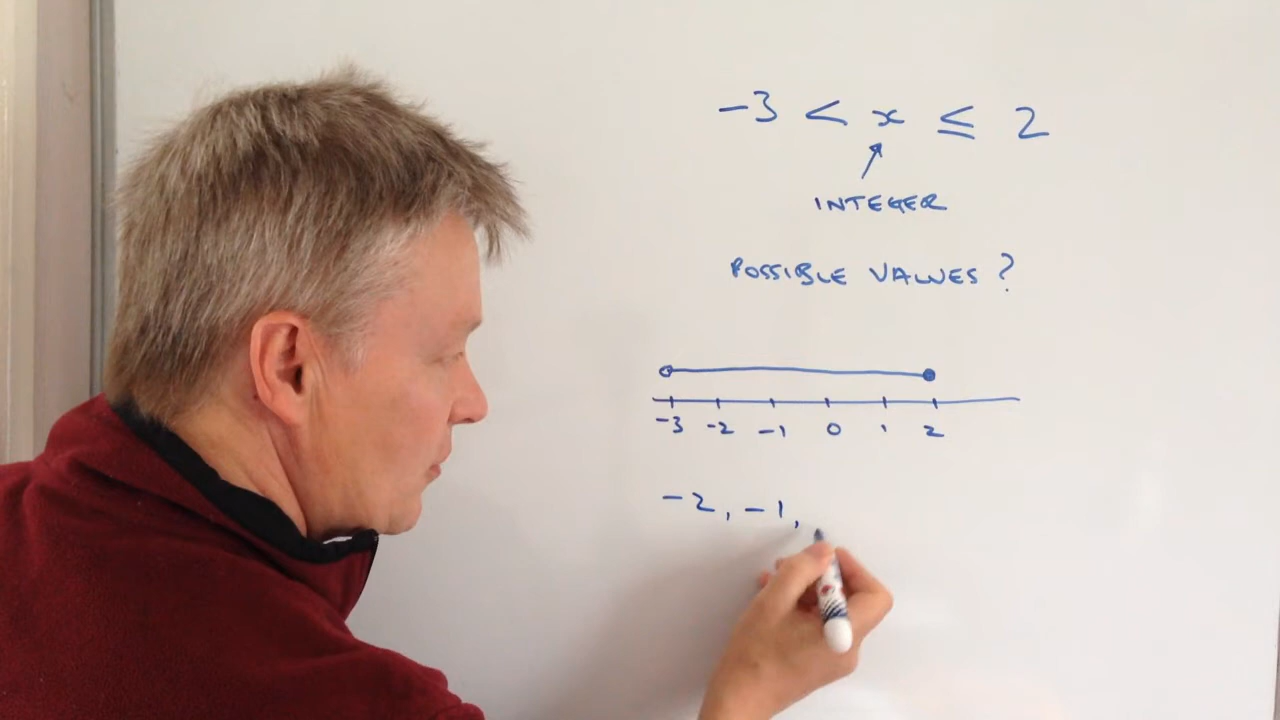 -3 < x ≤ 2
INTEGER
POSSIBLE VALUES ?
-3 -2 -1 0 1 2
-2, -1,